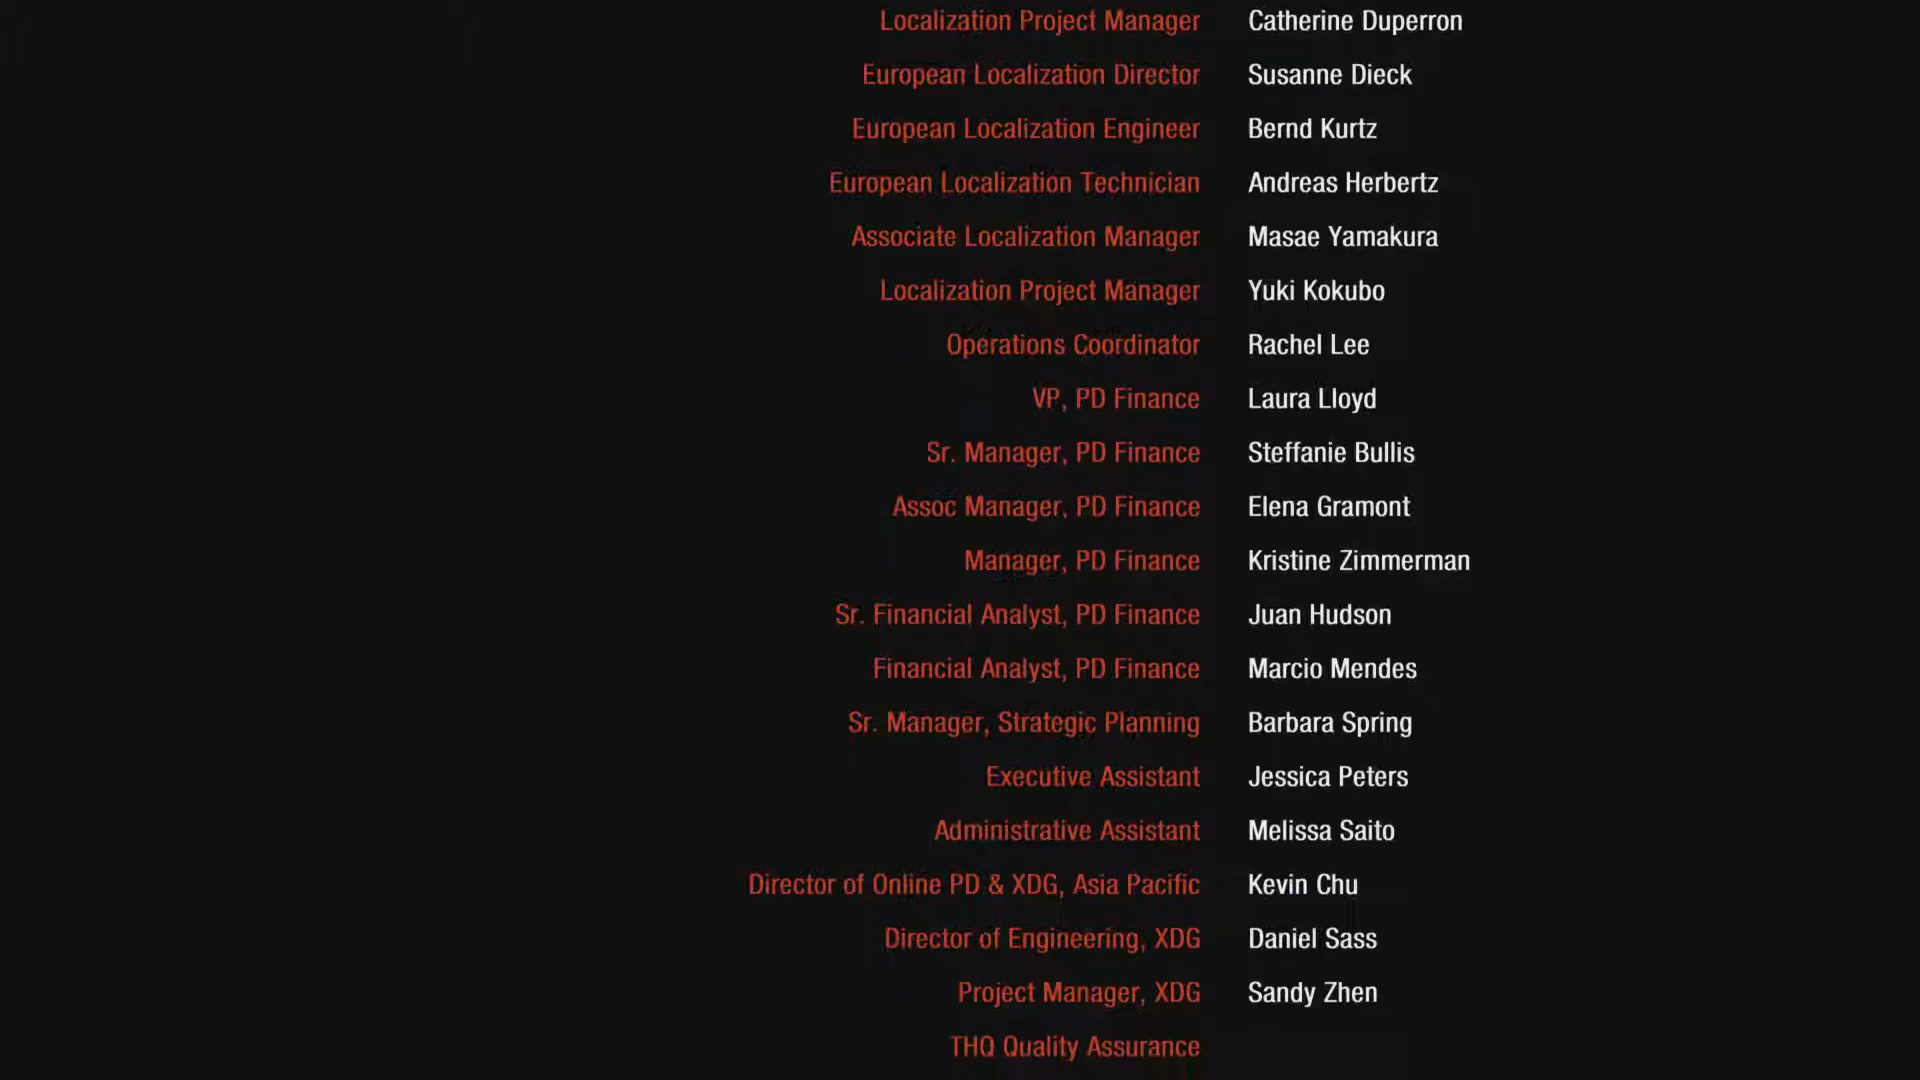 Localization Project Manager Catherine Duperron
European Localization Director Susanne Dieck
European Localization Engineer Bernd Kurtz
European Localization Technician Andreas Herbertz
Associate Localization Manager Masae Yamakura
Localization Project Manager Yuki Kokubo
Operations Coordinator Rachel Lee
VP, PD Finance Laura Lloyd
Sr. Manager, PD Finance Steffanie Bullis
Assoc Manager, PD Finance Elena Gramont
Manager, PD Finance Kristine Zimmerman
Sr. Financial Analyst, PD Finance Juan Hudson
Financial Analyst, PD Finance Marcio Mendes
Sr. Manager, Strategic Planning Barbara Spring
Executive Assistant Jessica Peters
Administrative Assistant Melissa Saito
Director of Online PD & XDG, Asia Pacific Kevin Chu
Director of Engineering, XDG Daniel Sass
Project Manager, XDG Sandy Zhen
THQ Quality Assurance